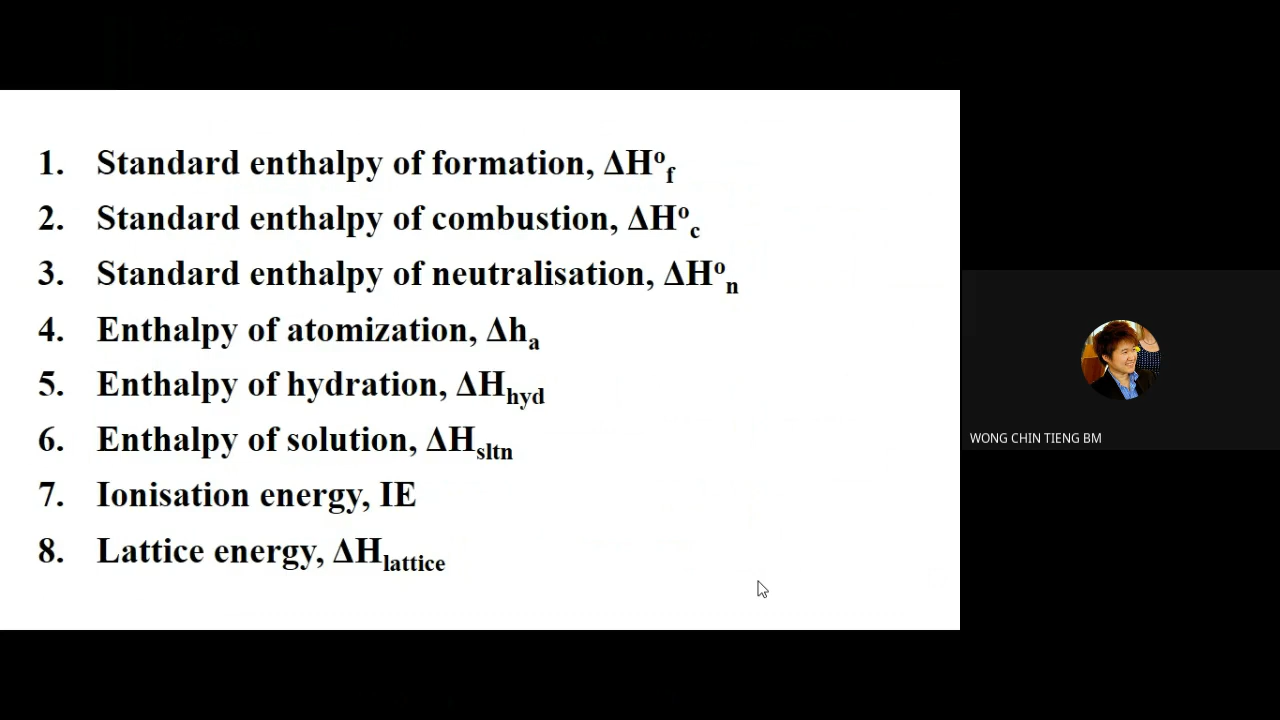 1. Standard enthalpy of formation, ΔH°f
2. Standard enthalpy of combustion, ΔH°c
3. Standard enthalpy of neutralisation, ΔH°n
4. Enthalpy of atomization, Δha
5. Enthalpy of hydration, ΔHhyd
6. Enthalpy of solution, ΔHsltn
7. Ionisation energy, IE
8. Lattice energy, ΔHlattice
WONG CHIN TIENG BM